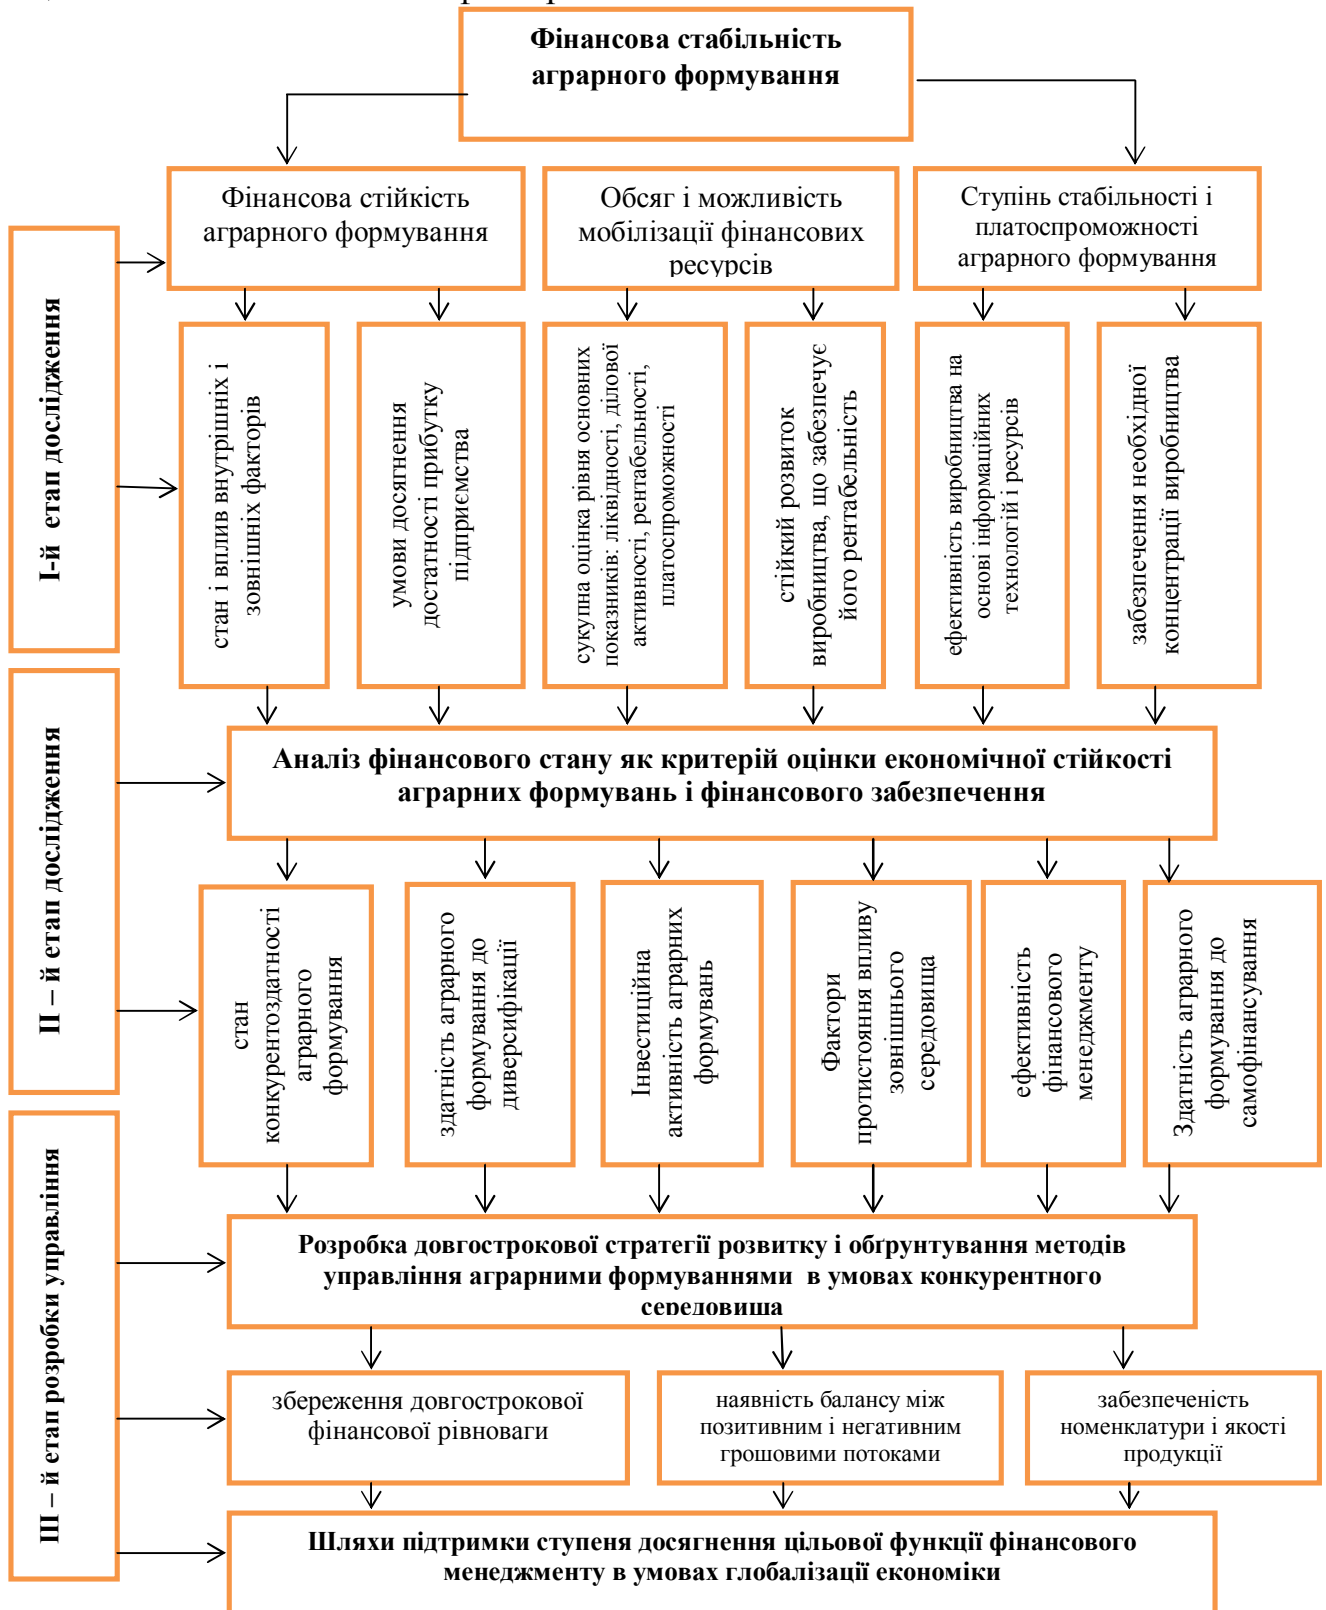 Фінансова стабільність
аграрного формування
Фінансова стійкість
аграрного формування
Обсяг і можливість
мобілізації фінансових
ресурсів
Ступінь стабільності і
платоспроможності
аграрного формування
І-й етап дослідження
стан і вплив внутрішніх і
зовнішніх факторів
умови досягнення
достатності прибутку
підприємства
сукупна оцінка рівня основних
показників: ліквідності, ділової
активності, рентабельності,
платоспроможності
стійкий розвиток
виробництва, що забезпечує
його рентабельність
ефективність виробництва на
основі інформаційних
технологій і ресурсів
забезпечення необхідної
концентрації виробництва
ІІ – й етап дослідження
Аналіз фінансового стану як критерій оцінки економічної стійкості
аграрних формувань і фінансового забезпечення
стан
конкурентоздатності
аграрного
формування
здатність аграрного
формування до
диверсифікації
Інвестиційна
активність аграрних
формувань
Фактори
протистояння впливу
зовнішнього
середовища
ефективність
фінансового
менеджменту
Здатність аграрного
формування до
самофінансування
ІІІ – й етап розробки управління
Розробка довгострокової стратегії розвитку і обґрунтування методів
управління аграрними формуваннями в умовах конкурентного
середовища
збереження довгострокової
фінансової рівноваги
наявність балансу між
позитивним і негативним
грошовими потоками
забезпеченість
номенклатури і якості
продукції
Шляхи підтримки ступеня досягнення цільової функції фінансового
менеджменту в умовах глобалізації економіки